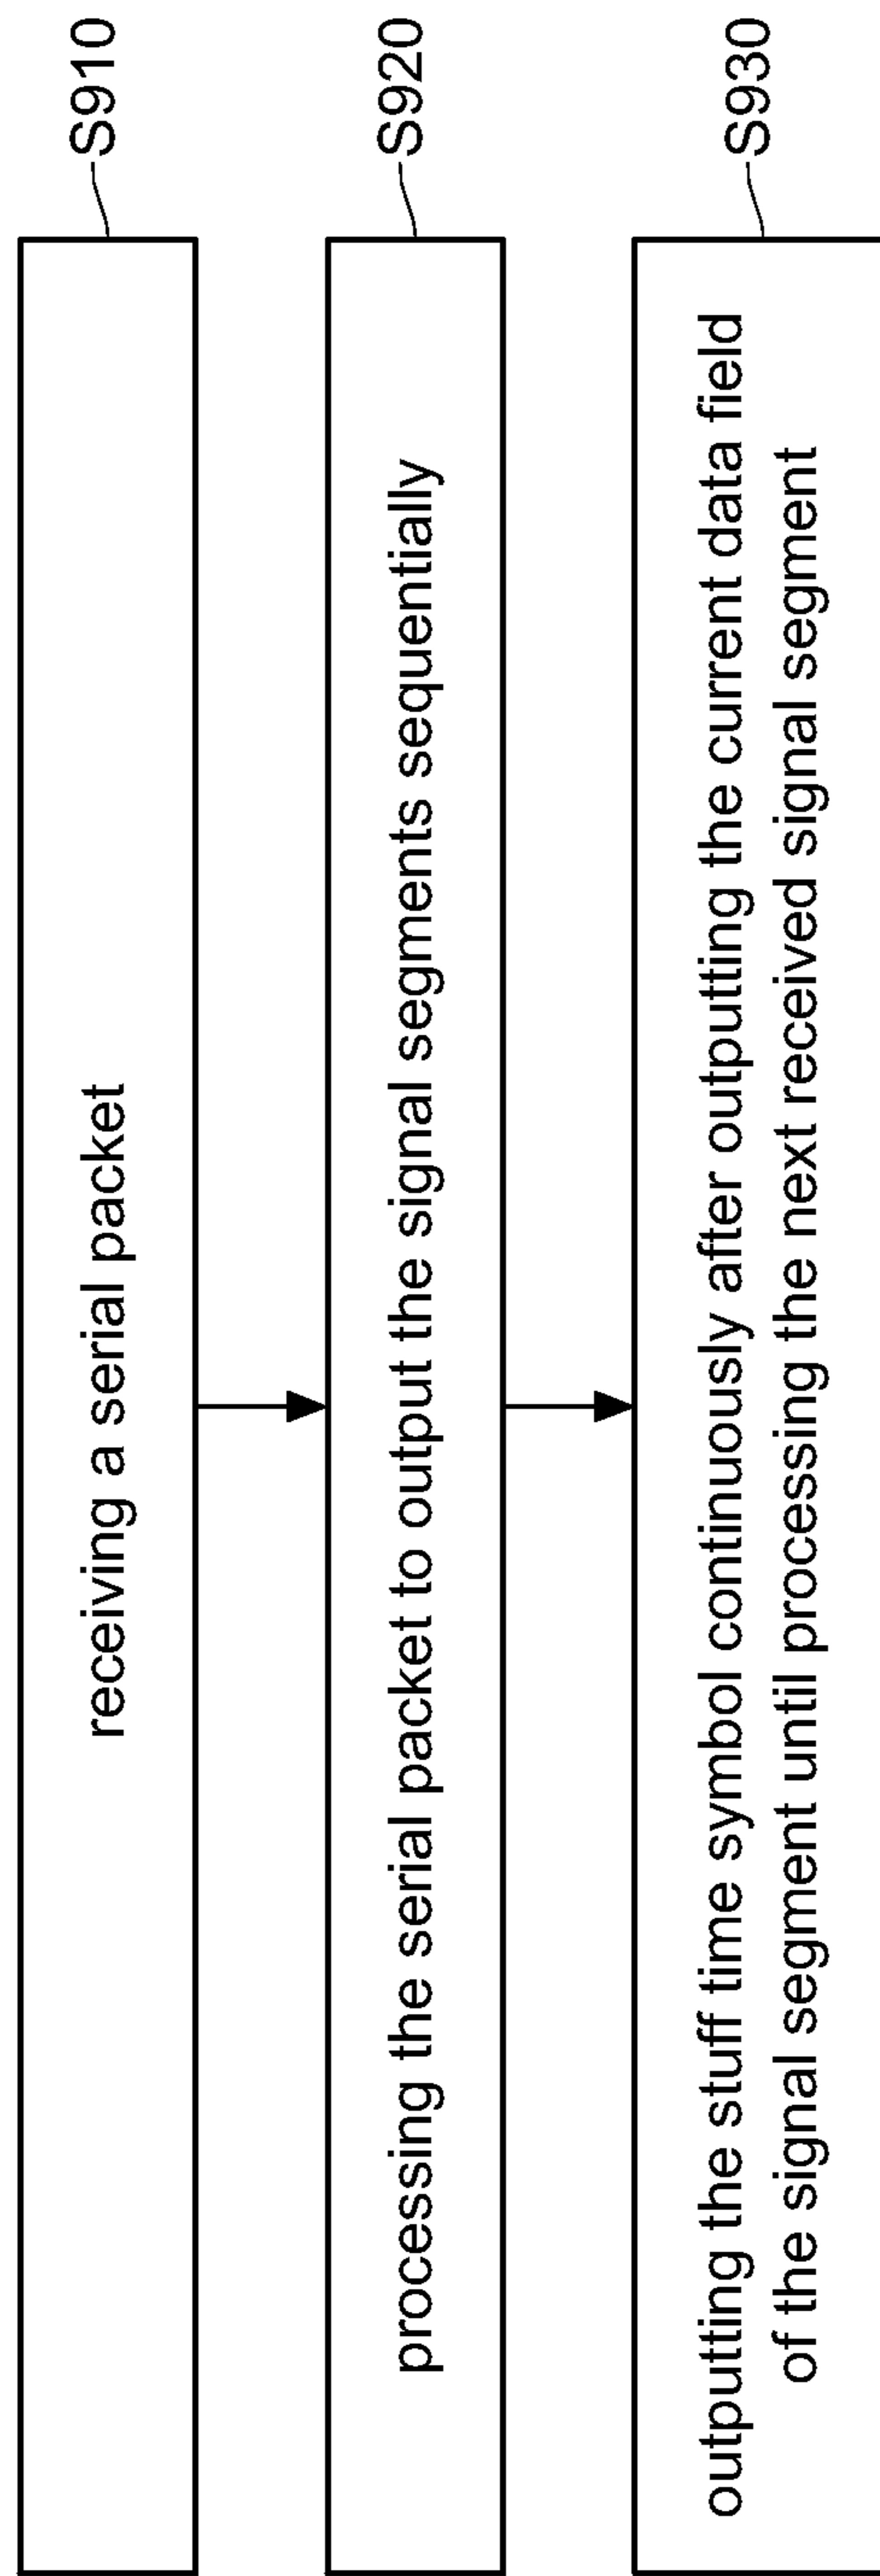 receiving a serial packet
S910
processing the serial packet to output the signal segments sequentially
S920
outputting the stuff time symbol continuously after outputting the current data field
of the signal segment until processing the next received signal segment
S930